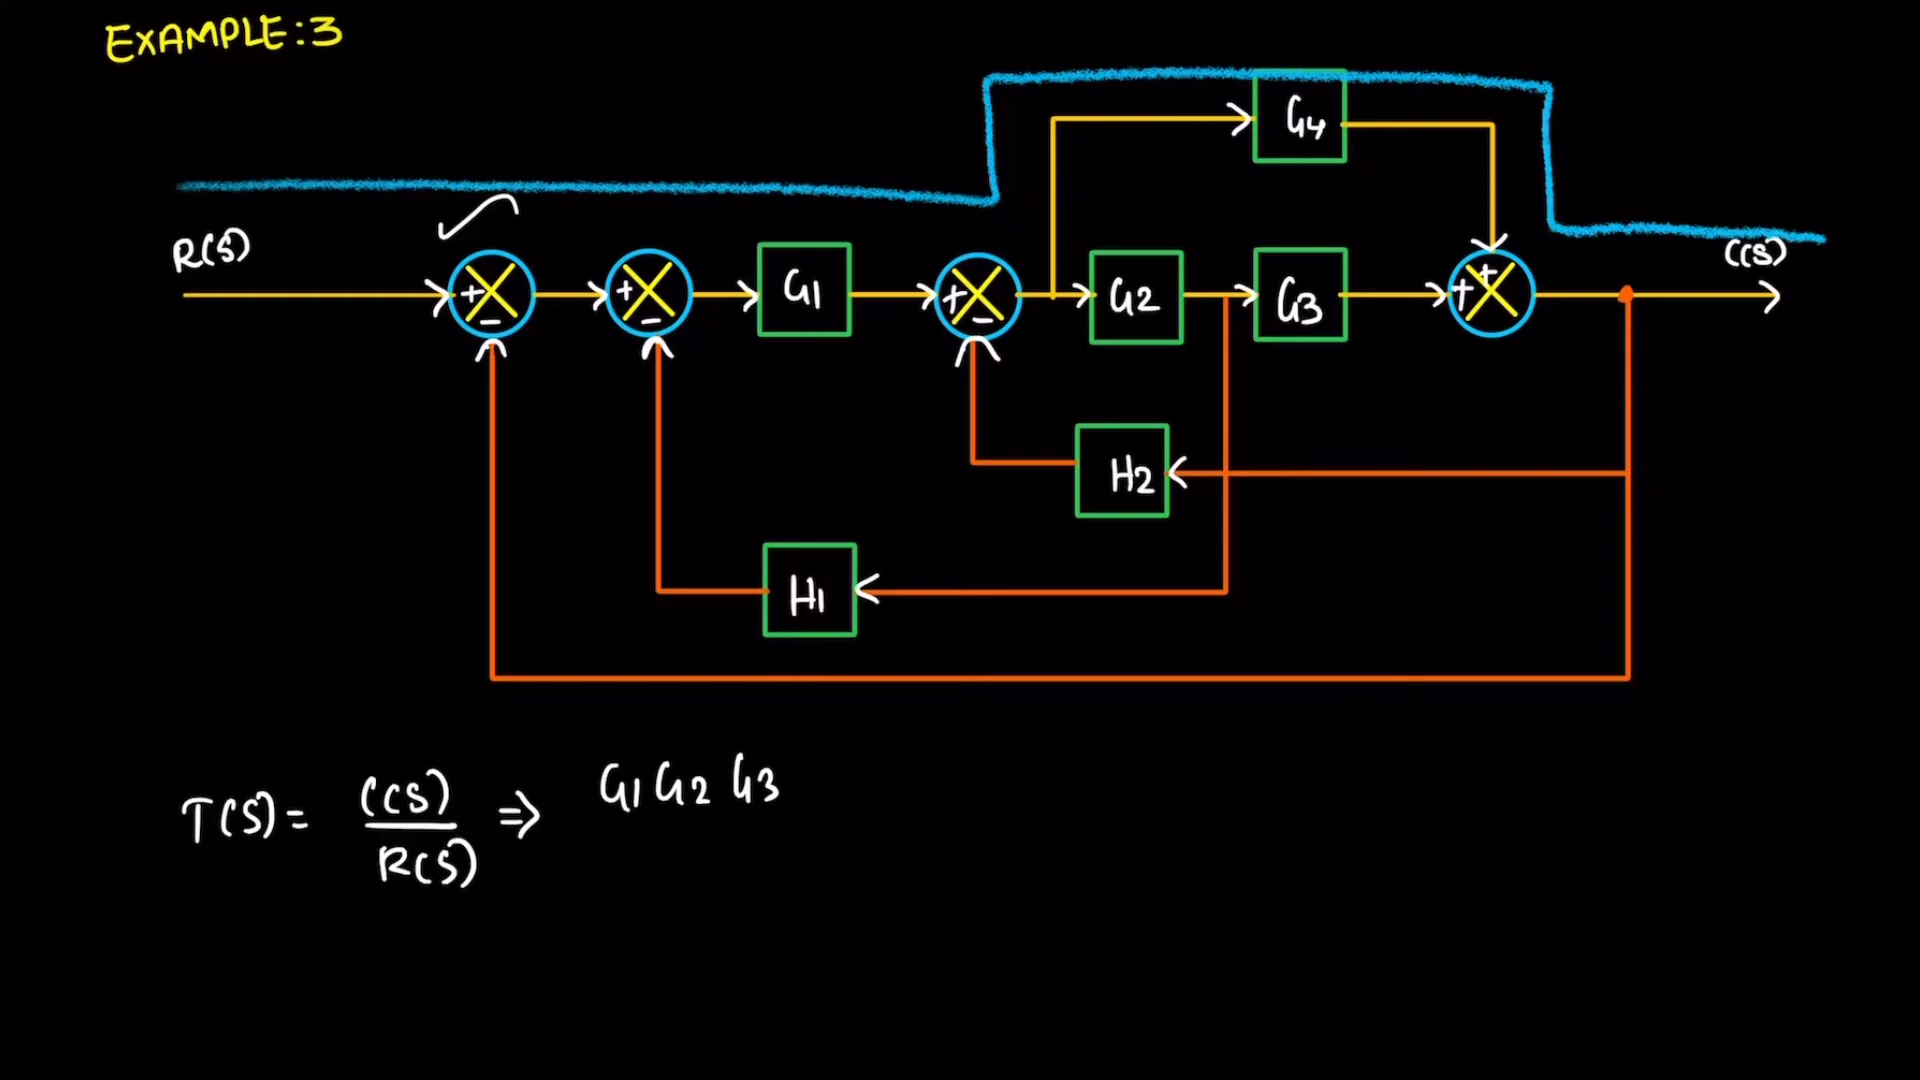 EXAMPLE:3
G4
R(S)
C(S)
+ - + - G1 + - G2 G3 + +
H2
H1
T(S) = C(S) / R(S) ⇒ G1 G2 G3